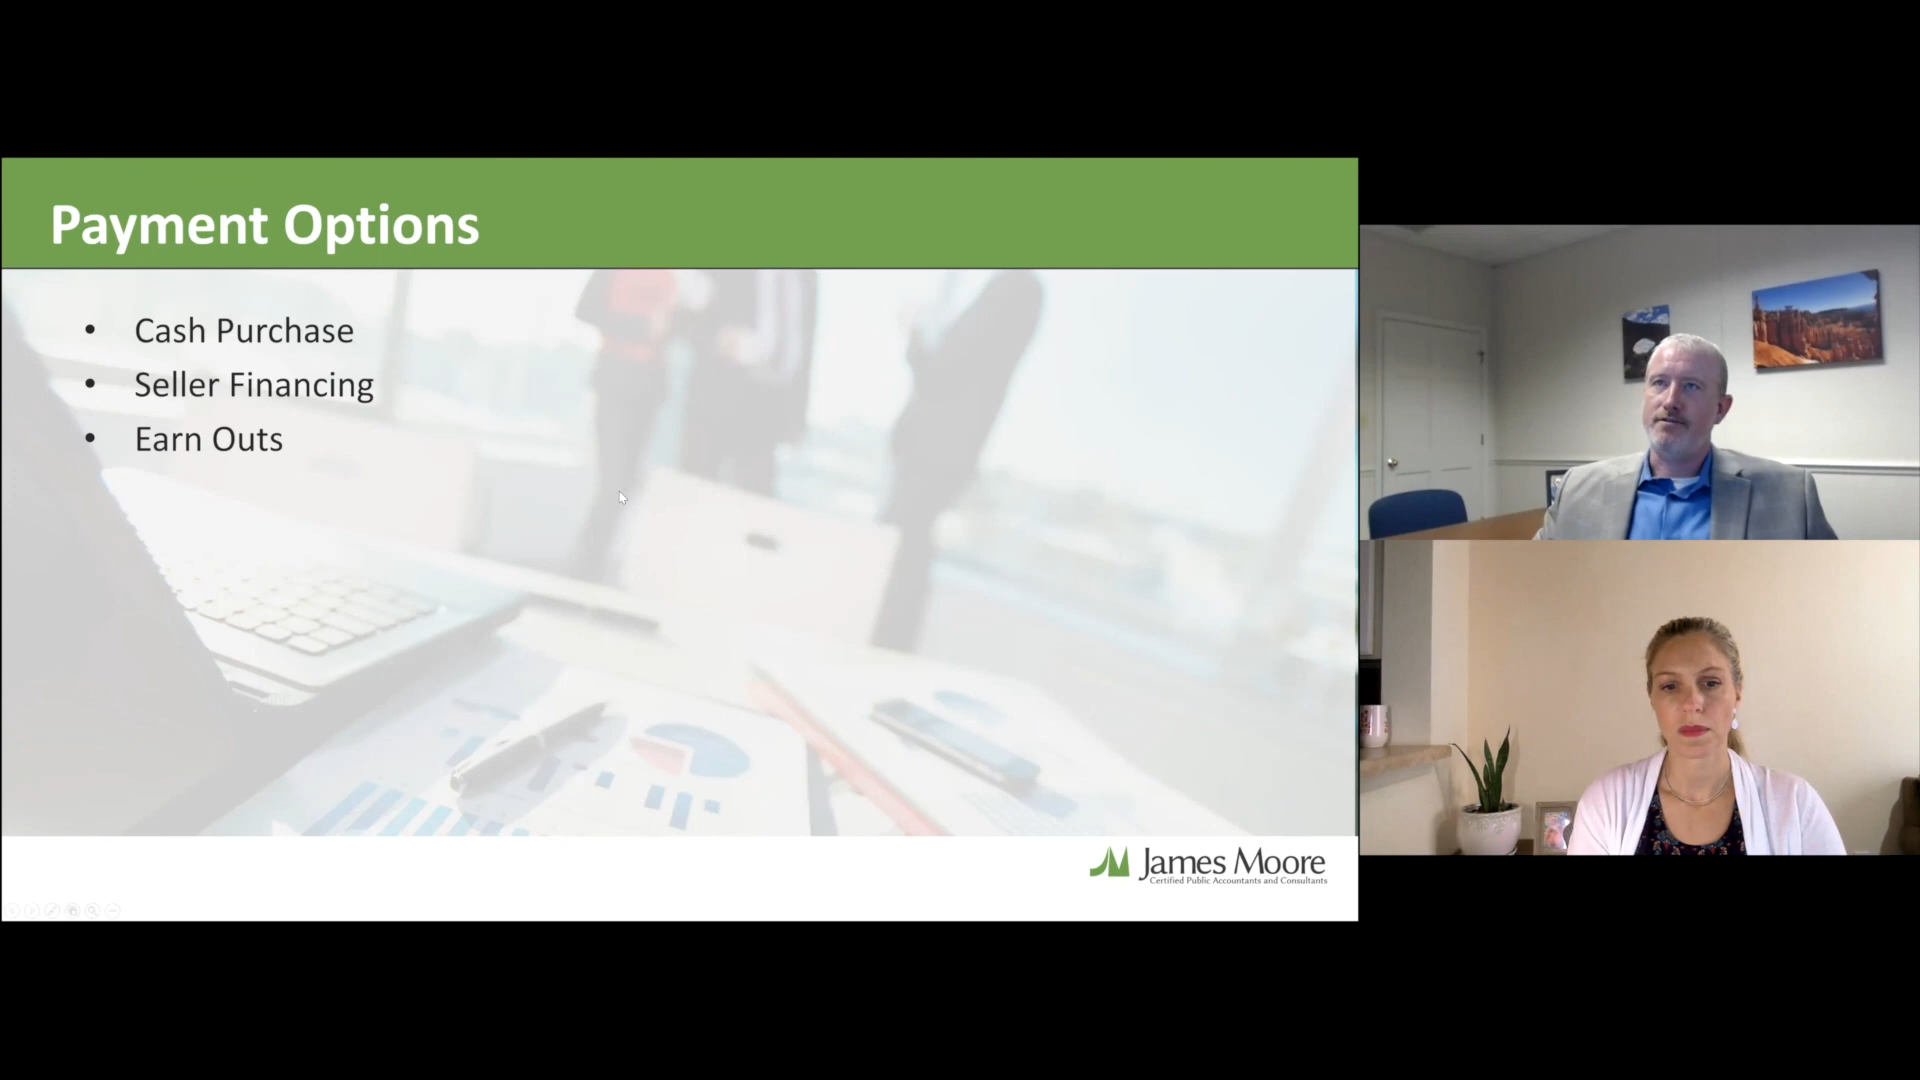 Payment Options
• Cash Purchase
• Seller Financing
• Earn Outs
James Moore
Certified Public Accountants and Consultants